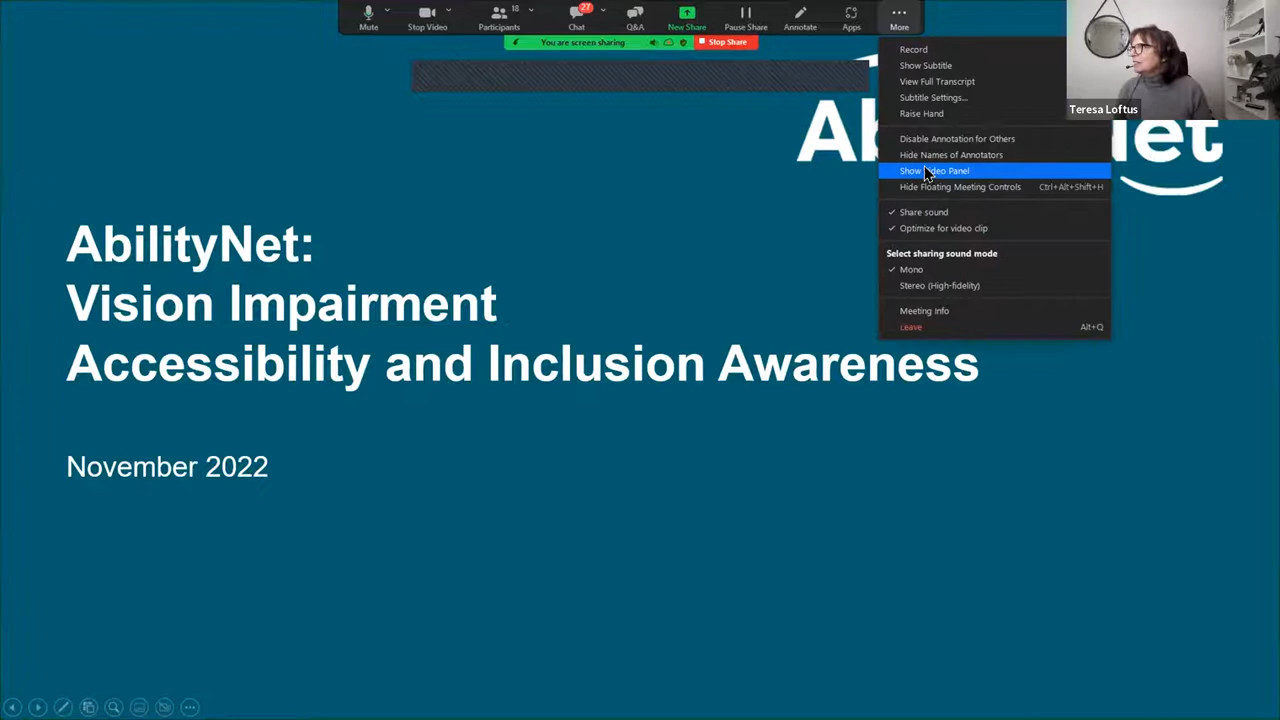 Mute
Stop Video
18
Participants
27
Chat
Q&A
New Share
Pause Share
Annotate
Apps
More
You are screen sharing
Stop Share
Record
Show Subtitle
View Full Transcript
Subtitle Settings...
Raise Hand
Disable Annotation for Others
Hide Names of Annotators
Show Video Panel
Hide Floating Meeting Controls Ctrl+Alt+Shift+H
Share sound
Optimize for video clip
Select sharing sound mode
Mono
Stereo (High-fidelity)
Meeting Info
Leave Alt+Q
Teresa Loftus
AbilityNet:
Vision Impairment
Accessibility and Inclusion Awareness
November 2022